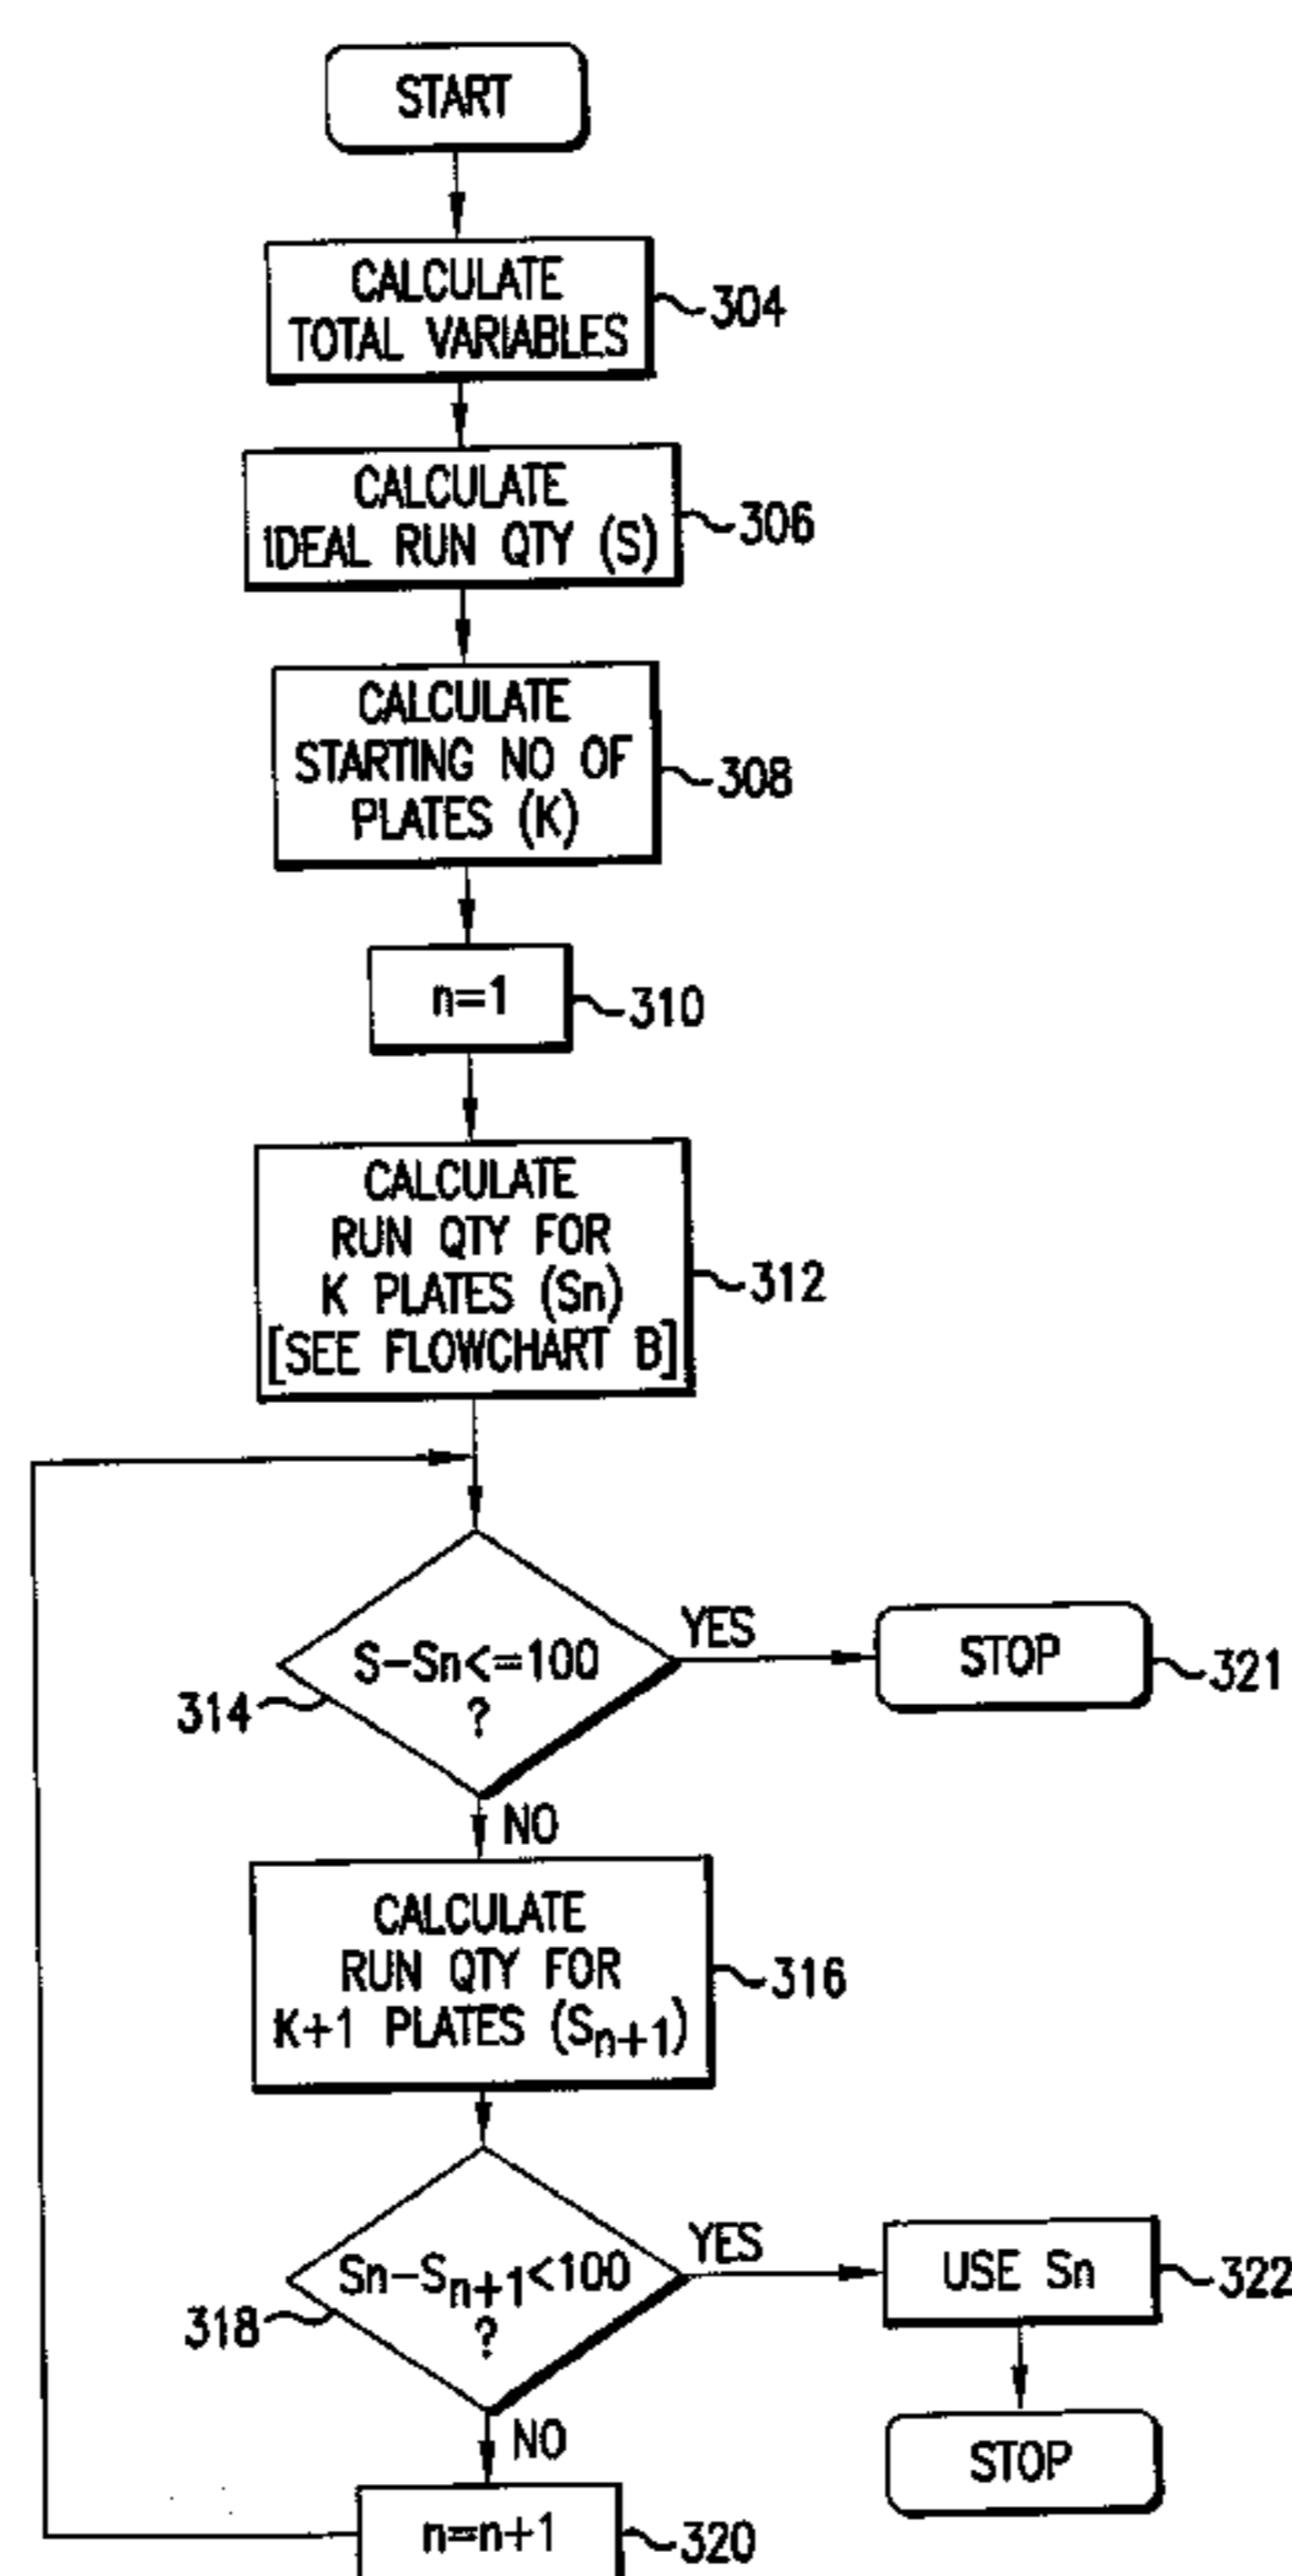 START
CALCULATE
TOTAL VARIABLES
304
CALCULATE
IDEAL RUN QTY (S)
306
CALCULATE
STARTING NO OF
PLATES (K)
308
n=1
310
CALCULATE
RUN QTY FOR
K PLATES (Sn)
[SEE FLOWCHART B]
312
S-Sn<=100
?
314
YES
STOP
321
NO
CALCULATE
RUN QTY FOR
K+1 PLATES (Sn+1)
316
Sn-Sn+1<100
?
318
YES
USE Sn
322
STOP
NO
n=n+1
320